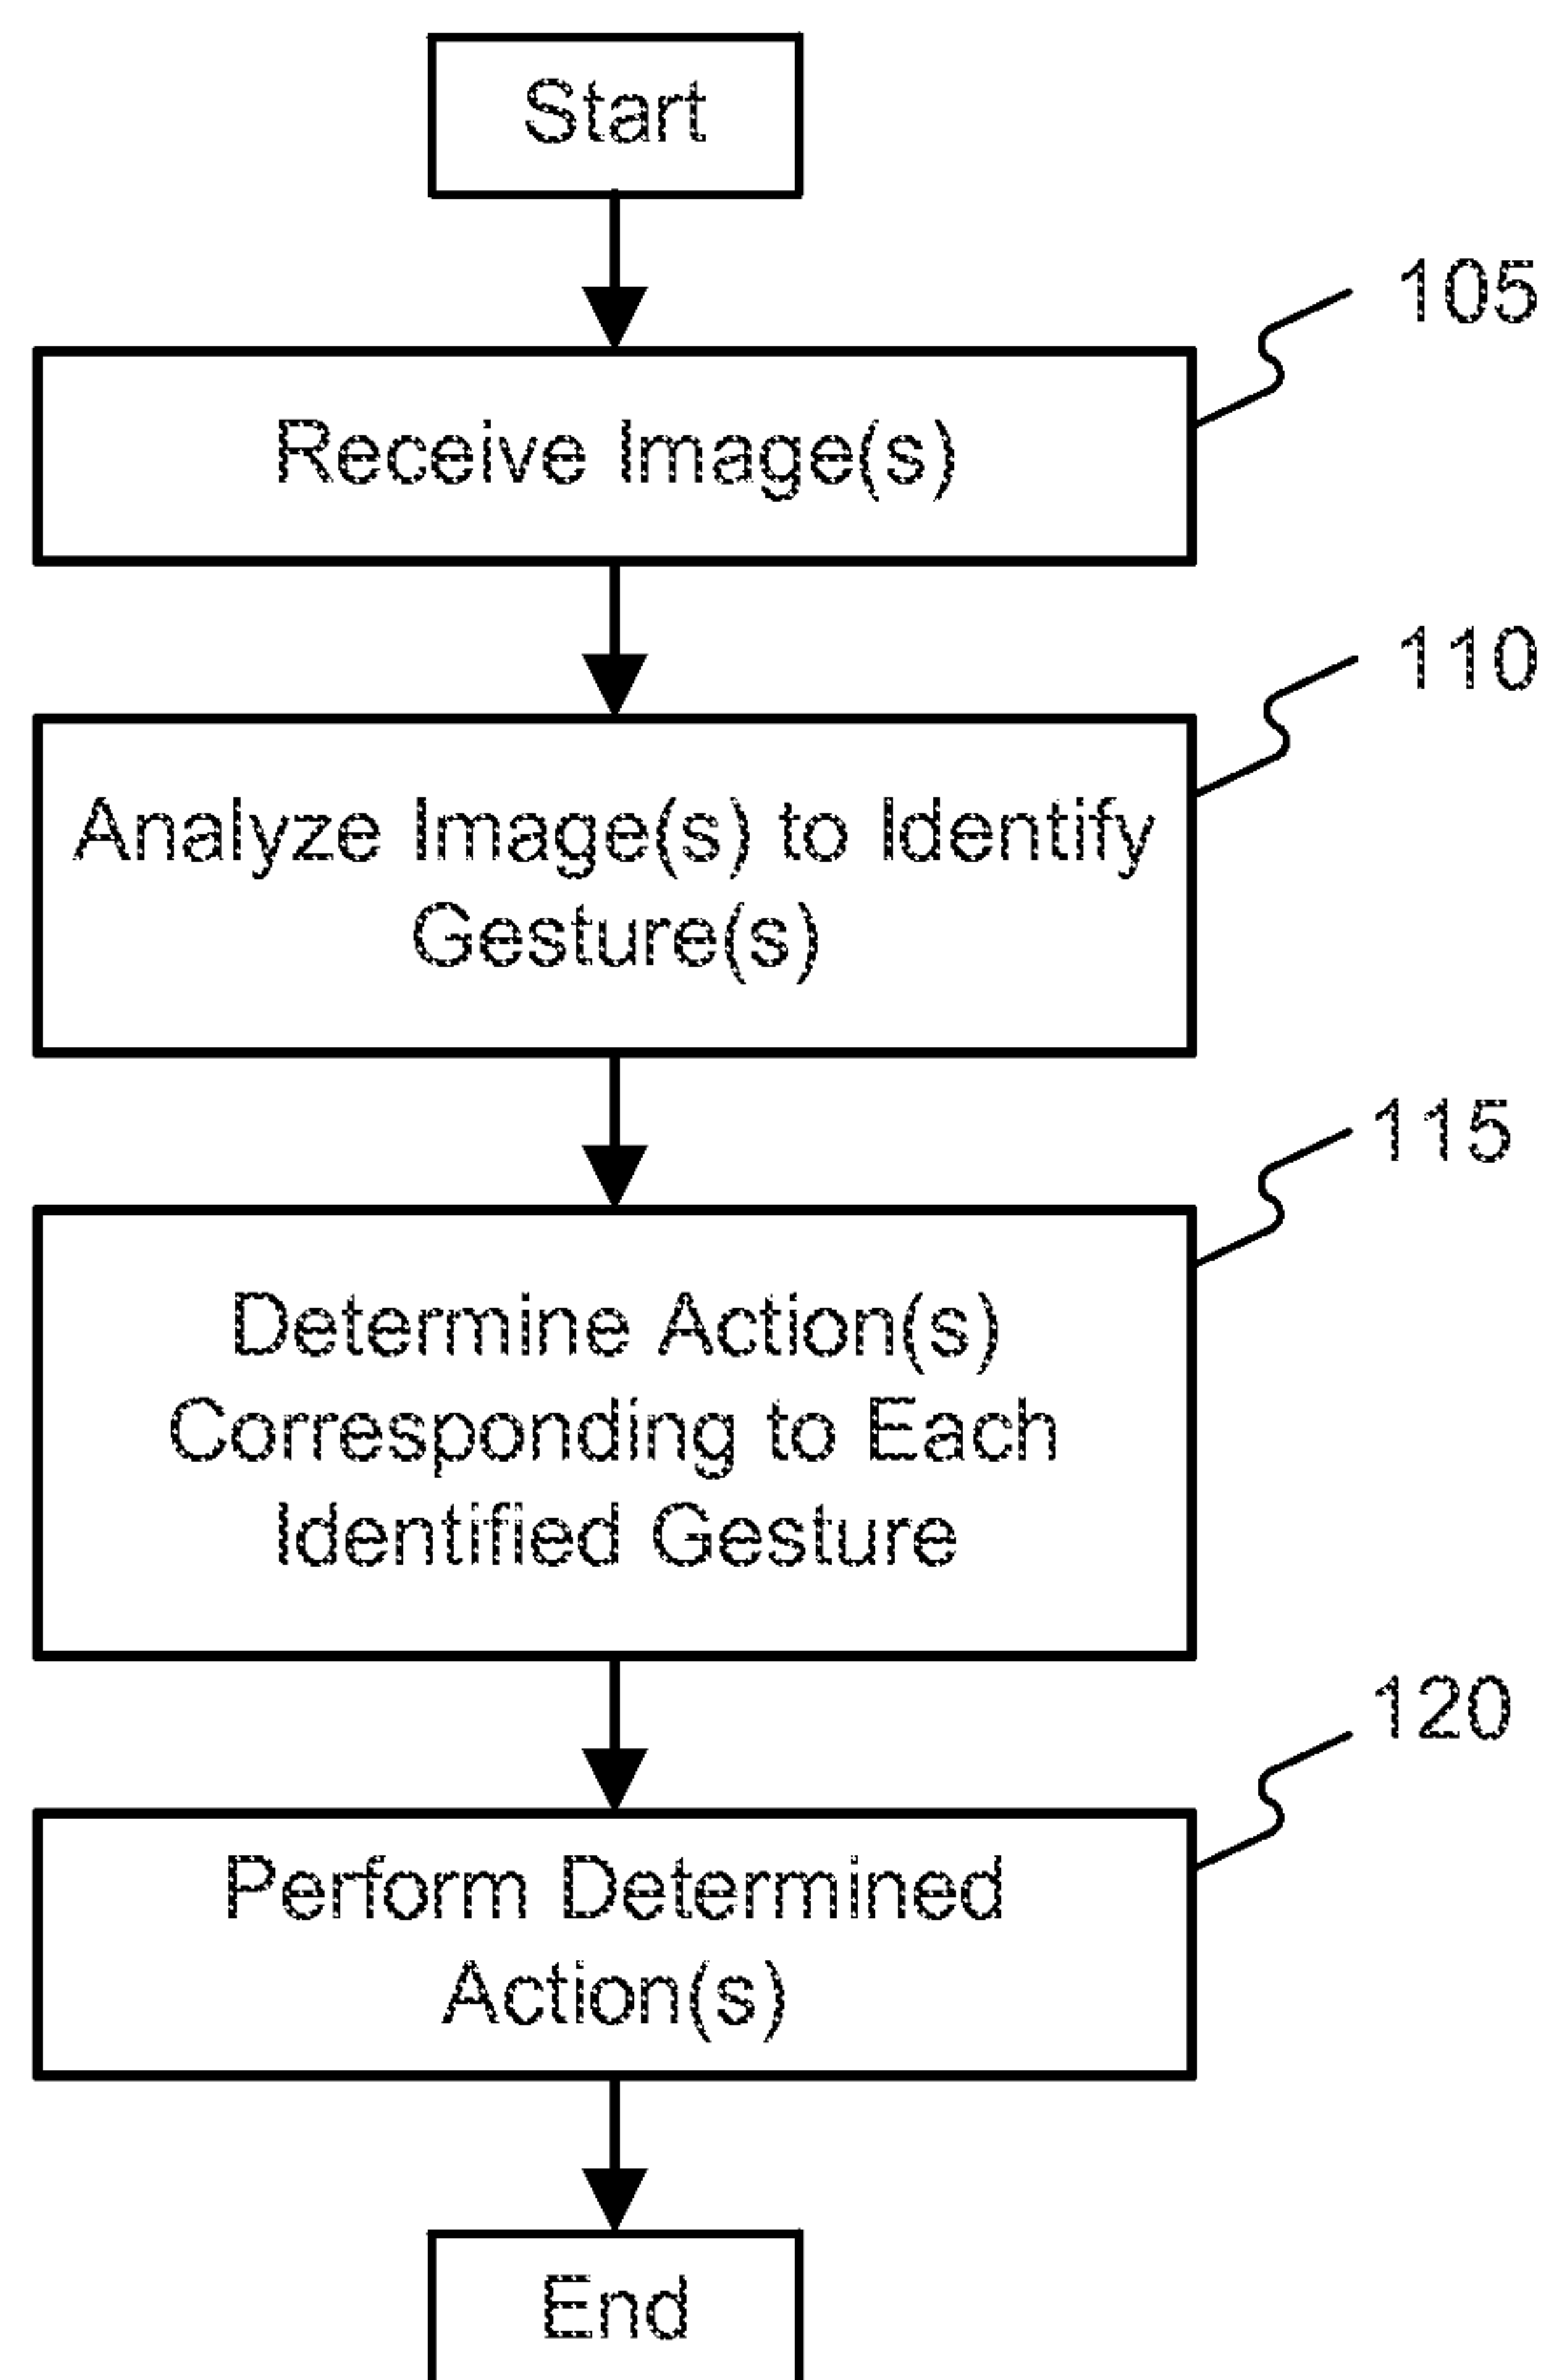 Start
105
Receive Image(s)
110
Analyze Image(s) to Identify
Gesture(s)
115
Determine Action(s)
Corresponding to Each
Identified Gesture
120
Perform Determined
Action(s)
End